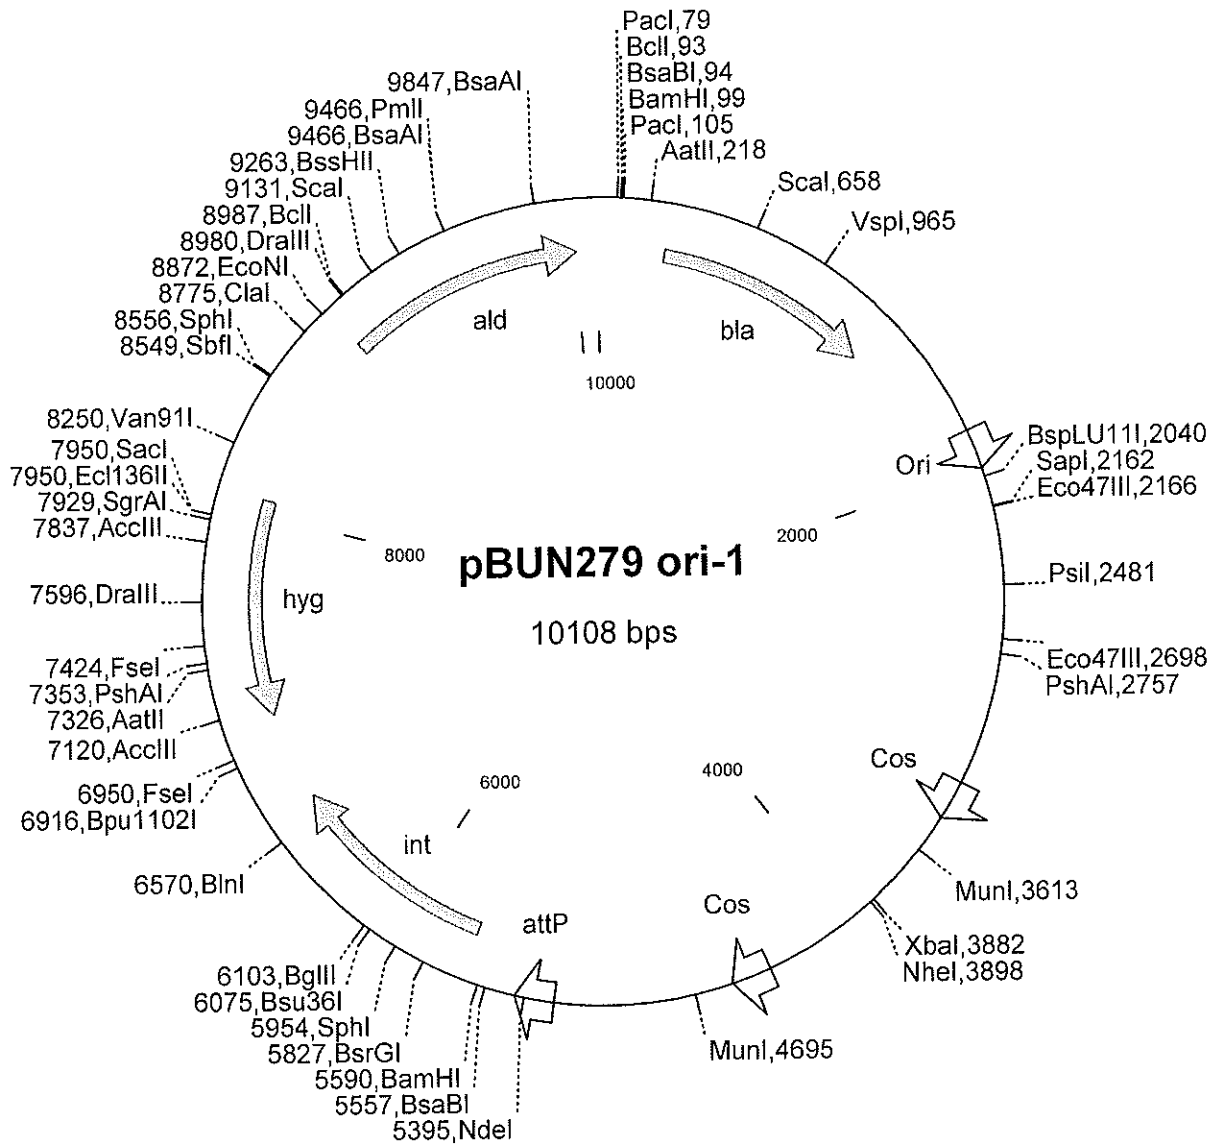 PacI,79
BclI,93
BsaBI,94
BamHI,99
PacI,105
AatII,218
ScaI,658
VspI,965
BspLU11I,2040
SapI,2162
Eco47III,2166
PsiI,2481
Eco47III,2698
PshAI,2757
MunI,3613
XbaI,3882
NheI,3898
MunI,4695
9847,BsaAI
9466,PmlI
9466,BsaAI
9263,BssHII
9131,ScaI
8987,BclI
8980,DraIII
8872,EcoNI
8775,ClaI
8556,SphI
8549,SbfI
8250,Van91I
7950,SacI
7950,Ecl136II
7929,SgrAI
7837,AccIII
7596,DraIII
7424,FseI
7353,PshAI
7326,AatII
7120,AccIII
6950,FseI
6916,Bpu1102I
6570,BlnI
6103,BglII
6075,Bsu36I
5954,SphI
5827,BsrGI
5590,BamHI
5557,BsaBI
5395,NdeI
ald
bla
10000
Ori
2000
8000
pBUN279 ori-1
10108 bps
hyg
Cos
4000
6000
int
attP
Cos